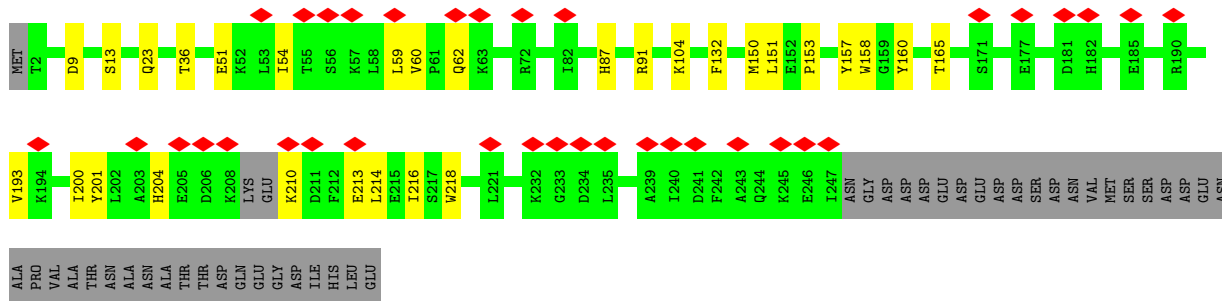 MET T2 D9 S13 Q23 T36 E51 K52 L53 I54 T55 S56 K57 L58 L59 V60 P61 Q62 K63 R72 I82 H87 R91 K104 F132 M150 L151 E152 P153 Y157 W158 G159 Y160 T165 S171 E177 D181 H182 E185 R190
V193 K194 I200 Y201 L202 A203 H204 E205 D206 K208 LYS GLU K210 D211 F212 E213 L214 E215 I216 S217 W218 L221 K232 G233 D234 L235 A239 I240 D241 F242 A243 Q244 K245 E246 I247 ASN GLY ASP ASP ASP GLU ASP GLU ASP ASP SER ASP ASN VAL MET SER SER ASP ASP GLU ASN
ALA PRO VAL ALA THR ASN ALA ASN ALA THR THR ASP GLN GLU GLY ASP ILE HIS LEU GLU